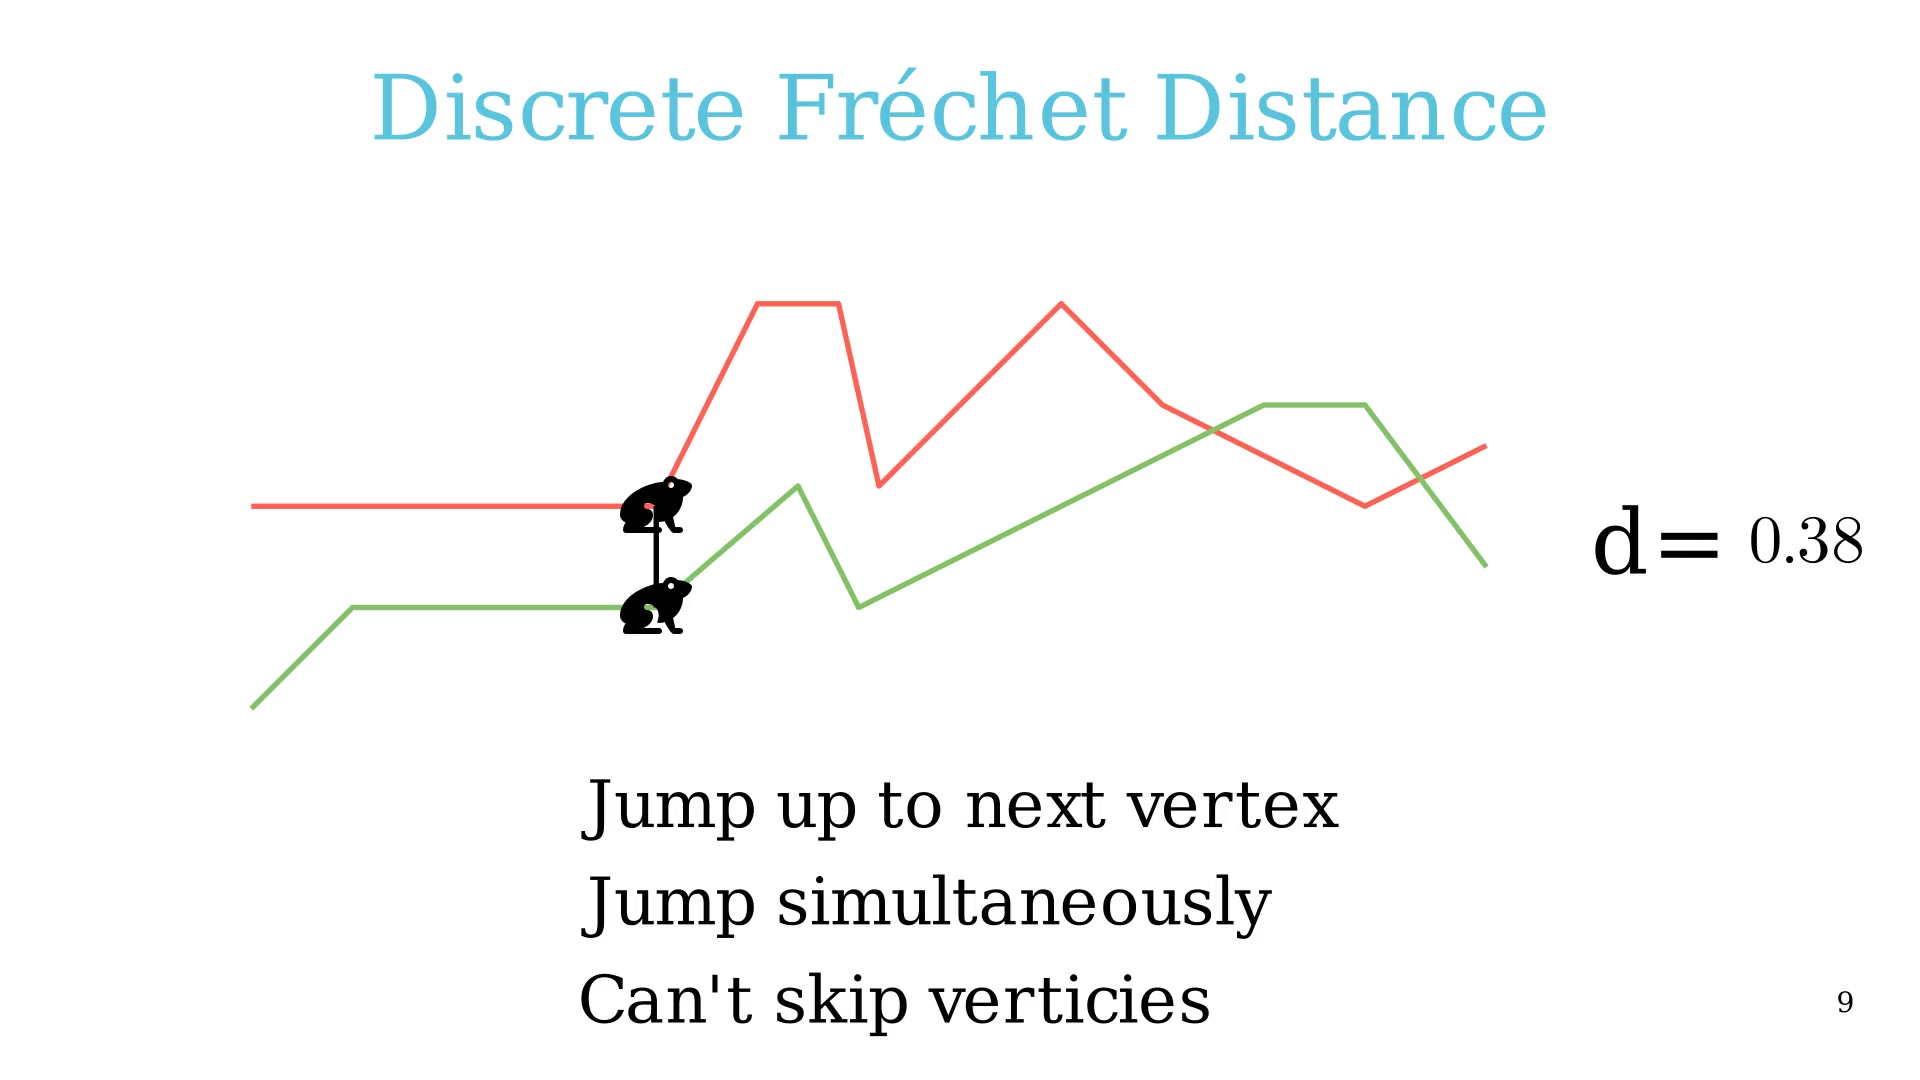 Discrete Fréchet Distance
d= 0.38
Jump up to next vertex
Jump simultaneously
Can't skip verticies
9